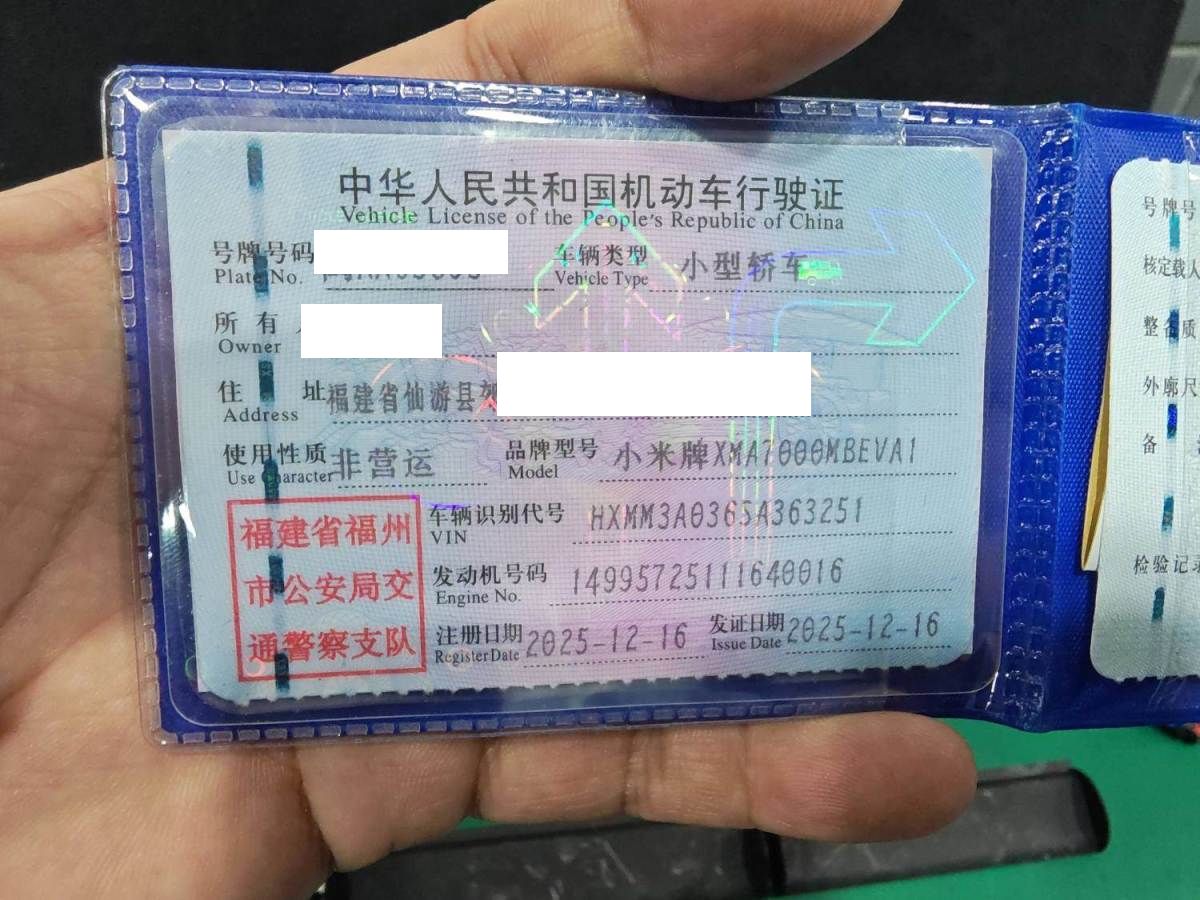 中华人民共和国机动车行驶证
Vehicle License of the People's Republic of China
号牌号码
Plate No.
车辆类型 小型轿车
Vehicle Type
所有
Owner
住 址 福建省仙游县
Address
使用性质 非营运
Use Character
品牌型号 小米牌XMA7000MBEVA1
Model
福建省福州
市公安局交
通警察支队
车辆识别代号 HXMM3A0365A363251
VIN
发动机号码 14995725111640016
Engine No.
注册日期 2025-12-16
Register Date
发证日期 2025-12-16
Issue Date
号牌号
核定载人
整备质
外廓尺
备
检验记录